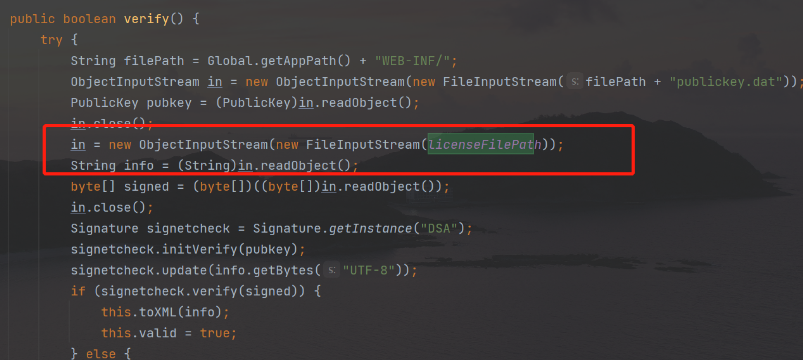 public boolean verify() {
try {
String filePath = Global.getAppPath() + "WEB-INF/";
ObjectInputStream in = new ObjectInputStream(new FileInputStream( s: filePath + "publickey.dat"));
PublicKey pubkey = (PublicKey)in.readObject();
in.close();
in = new ObjectInputStream(new FileInputStream(licenseFilePath));
String info = (String)in.readObject();
byte[] signed = (byte[])((byte[])in.readObject());
in.close();
Signature signetcheck = Signature.getInstance("DSA");
signetcheck.initVerify(pubkey);
signetcheck.update(info.getBytes( s: "UTF-8"));
if (signetcheck.verify(signed)) {
this.toXML(info);
this.valid = true;
} else {